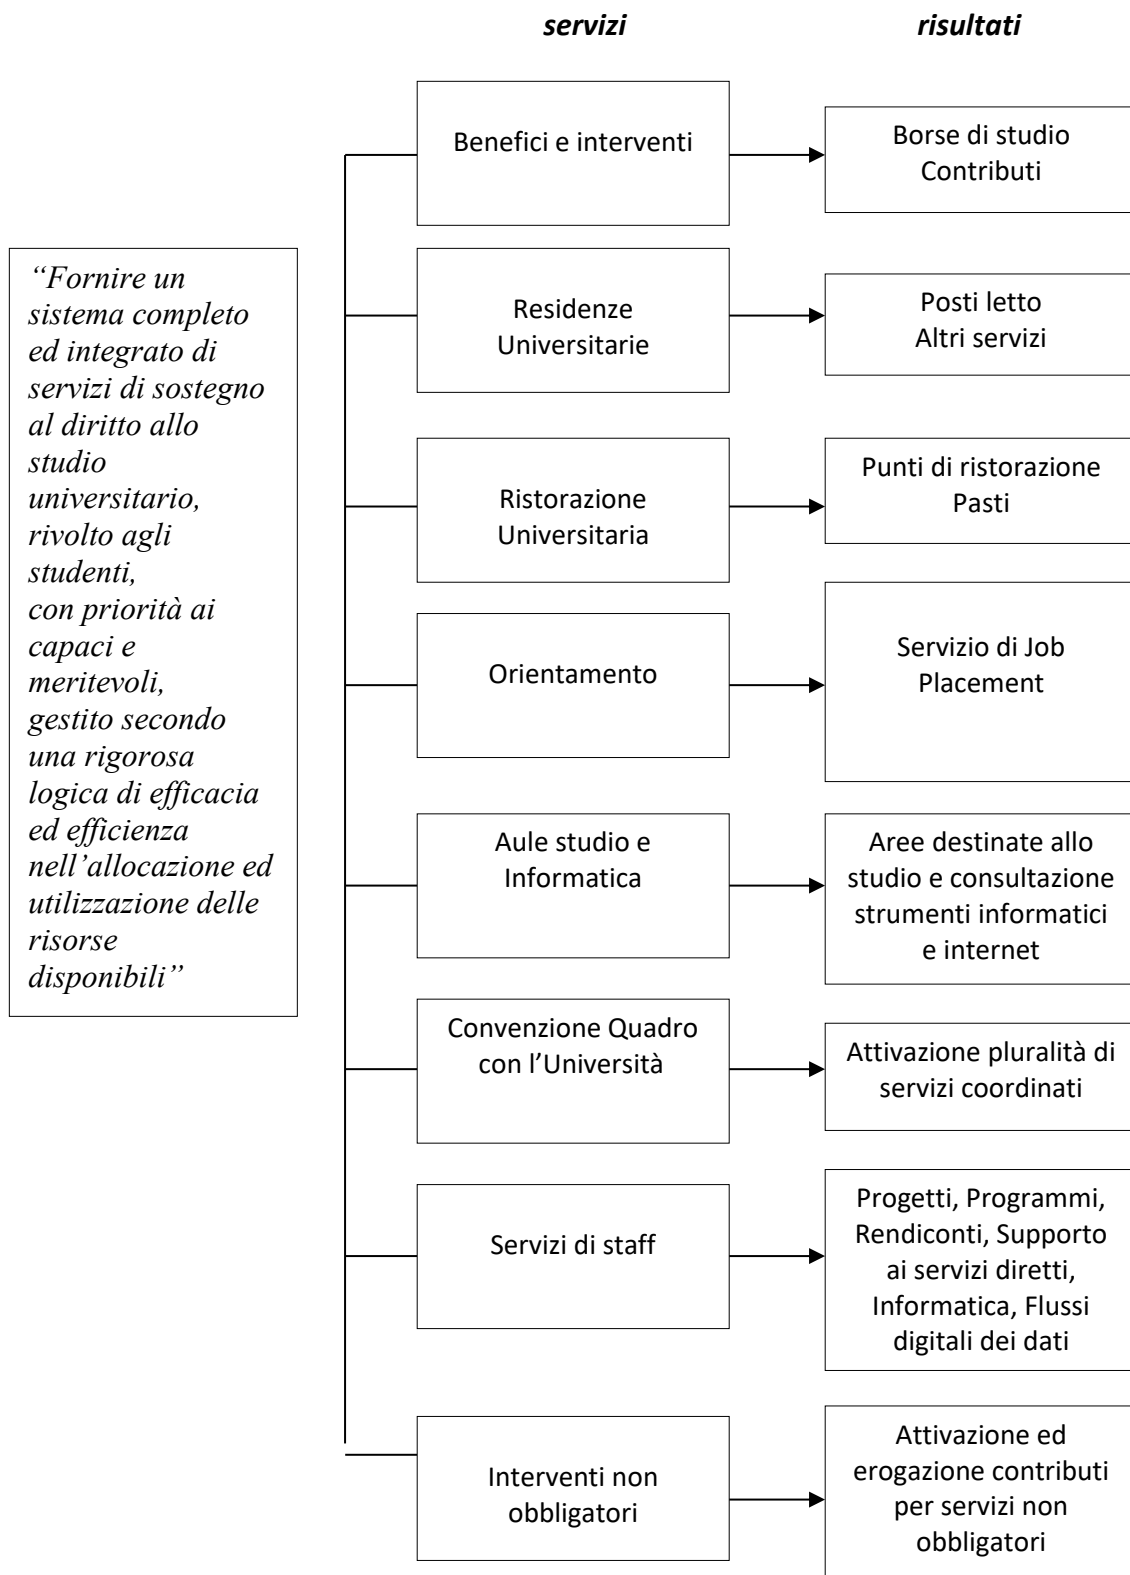 servizi
risultati
Benefici e interventi
Borse di studio
Contributi
“Fornire un
sistema completo
ed integrato di
servizi di sostegno
al diritto allo
studio
universitario,
rivolto agli
studenti,
con priorità ai
capaci e
meritevoli,
gestito secondo
una rigorosa
logica di efficacia
ed efficienza
nell’allocazione ed
utilizzazione delle
risorse
disponibili”
Residenze
Universitarie
Posti letto
Altri servizi
Ristorazione
Universitaria
Punti di ristorazione
Pasti
Orientamento
Servizio di Job
Placement
Aule studio e
Informatica
Aree destinate allo
studio e consultazione
strumenti informatici
e internet
Convenzione Quadro
con l’Università
Attivazione pluralità di
servizi coordinati
Servizi di staff
Progetti, Programmi,
Rendiconti, Supporto
ai servizi diretti,
Informatica, Flussi
digitali dei dati
Interventi non
obbligatori
Attivazione ed
erogazione contributi
per servizi non
obbligatori